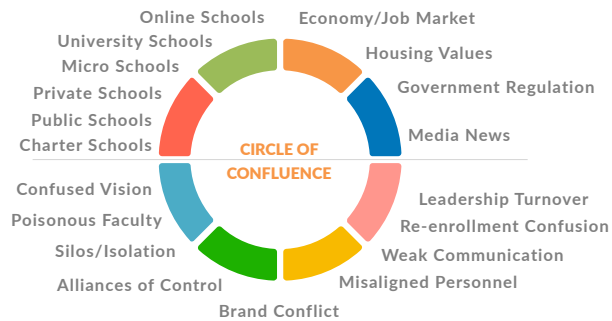 Online Schools
University Schools
Micro Schools
Private Schools
Public Schools
Charter Schools
Economy/Job Market
Housing Values
Government Regulation
Media News
CIRCLE OF
CONFLUENCE
Confused Vision
Poisonous Faculty
Silos/Isolation
Alliances of Control
Brand Conflict
Leadership Turnover
Re-enrollment Confusion
Weak Communication
Misaligned Personnel